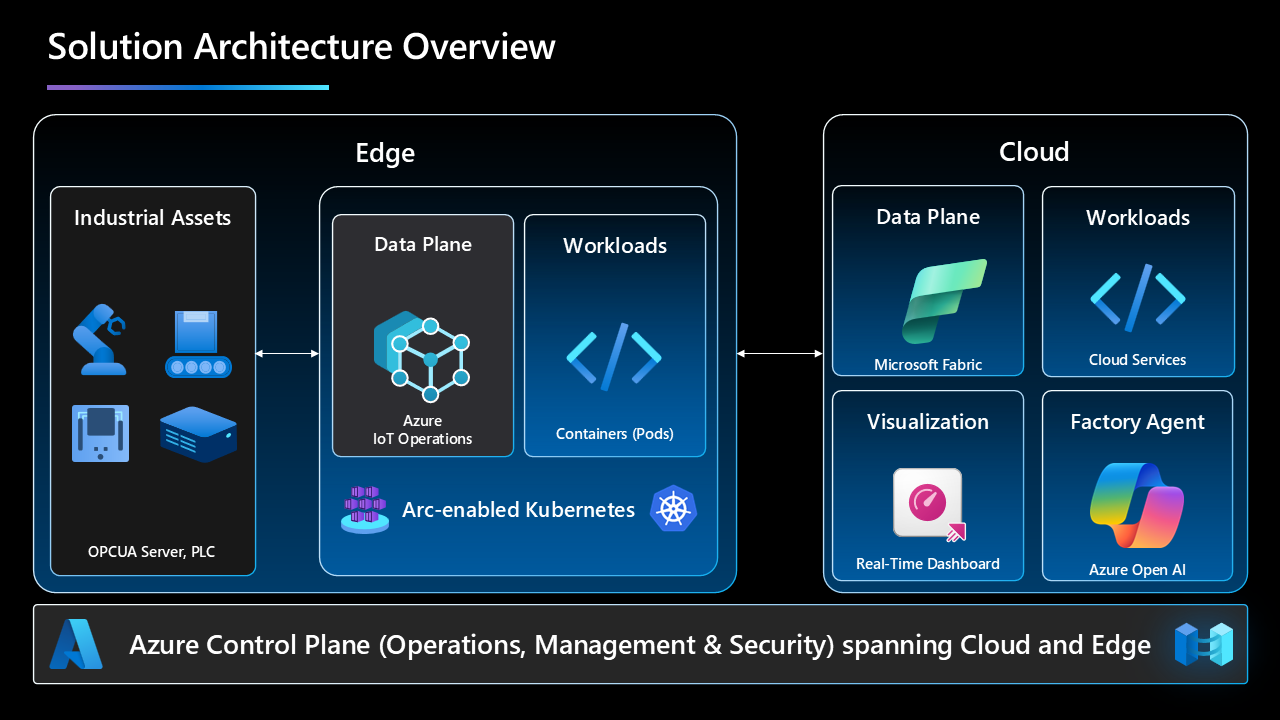 Solution Architecture Overview
Edge
Industrial Assets
OPCUA Server, PLC
Data Plane
Azure
IoT Operations
Workloads
Containers (Pods)
Arc-enabled Kubernetes
Cloud
Data Plane
Microsoft Fabric
Workloads
Cloud Services
Visualization
Real-Time Dashboard
Factory Agent
Azure Open AI
Azure Control Plane (Operations, Management & Security) spanning Cloud and Edge